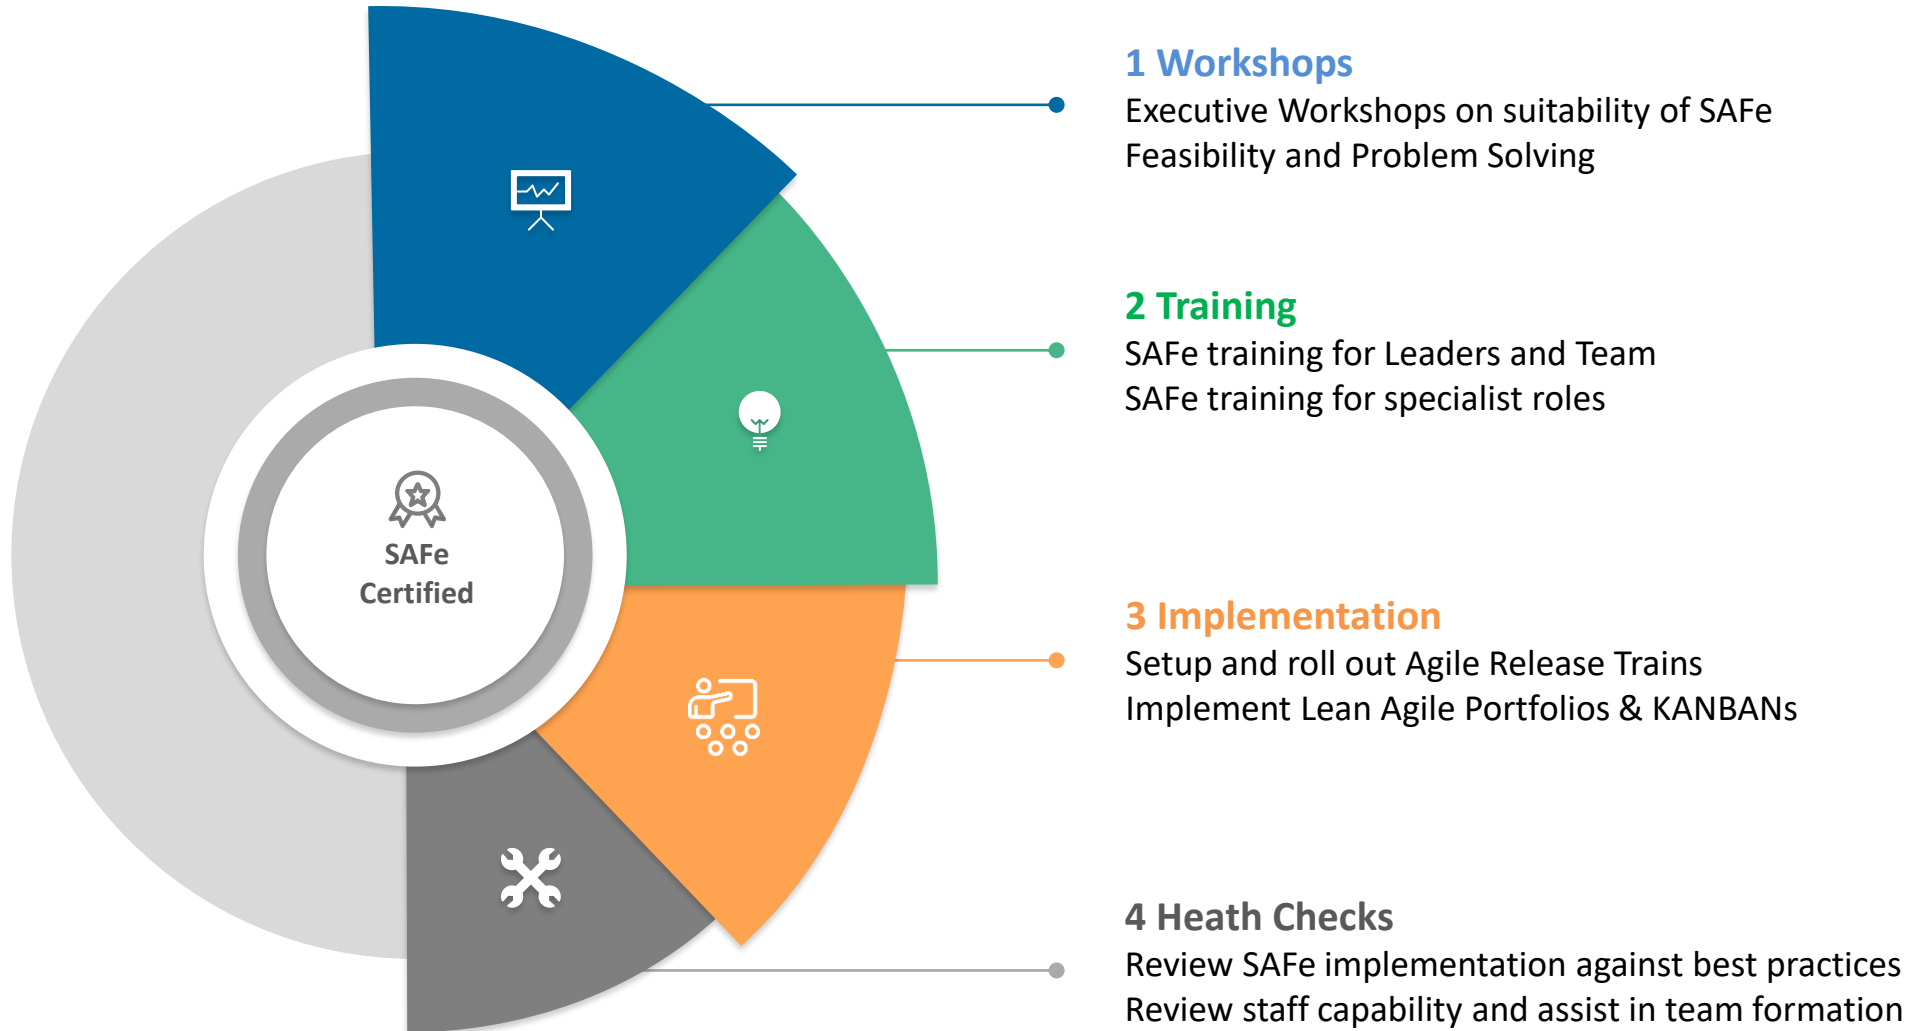 1 Workshops
Executive Workshops on suitability of SAFe
Feasibility and Problem Solving
2 Training
SAFe training for Leaders and Team
SAFe training for specialist roles
SAFe
Certified
3 Implementation
Setup and roll out Agile Release Trains
Implement Lean Agile Portfolios & KANBANs
4 Heath Checks
Review SAFe implementation against best practices
Review staff capability and assist in team formation